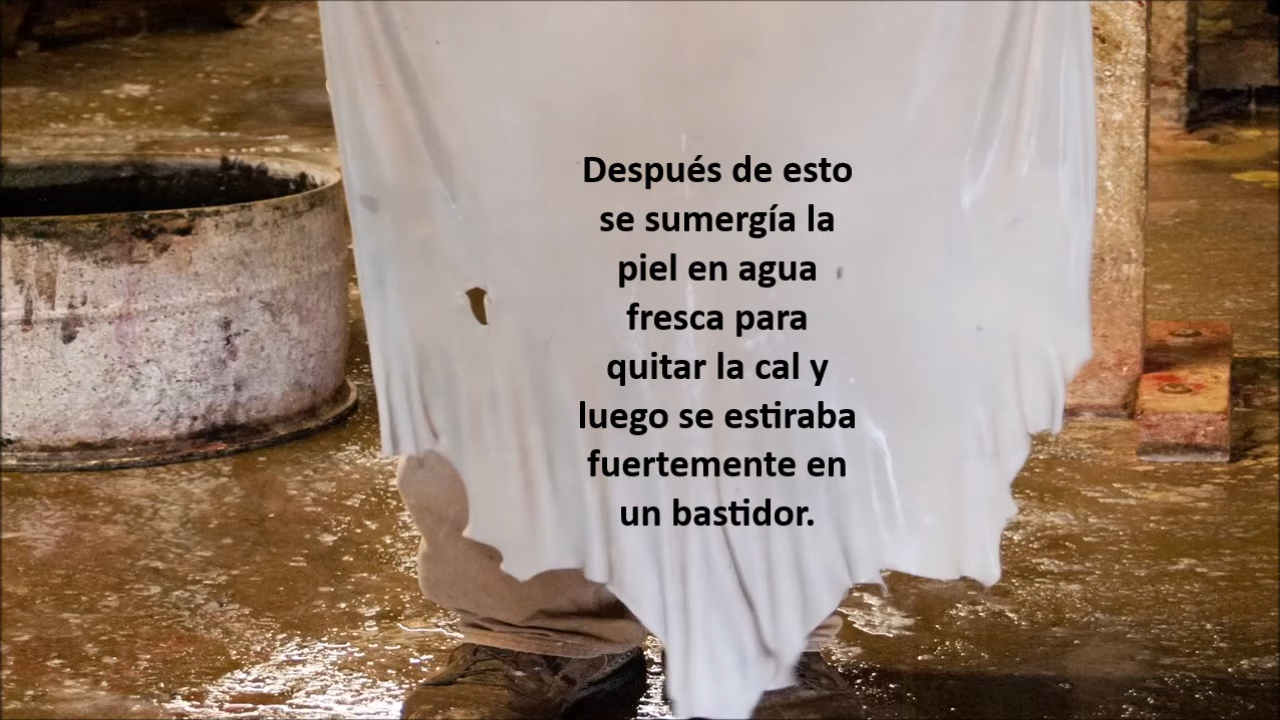 Después de esto
se sumergía la
piel en agua
fresca para
quitar la cal y
luego se estiraba
fuertemente en
un bastidor.